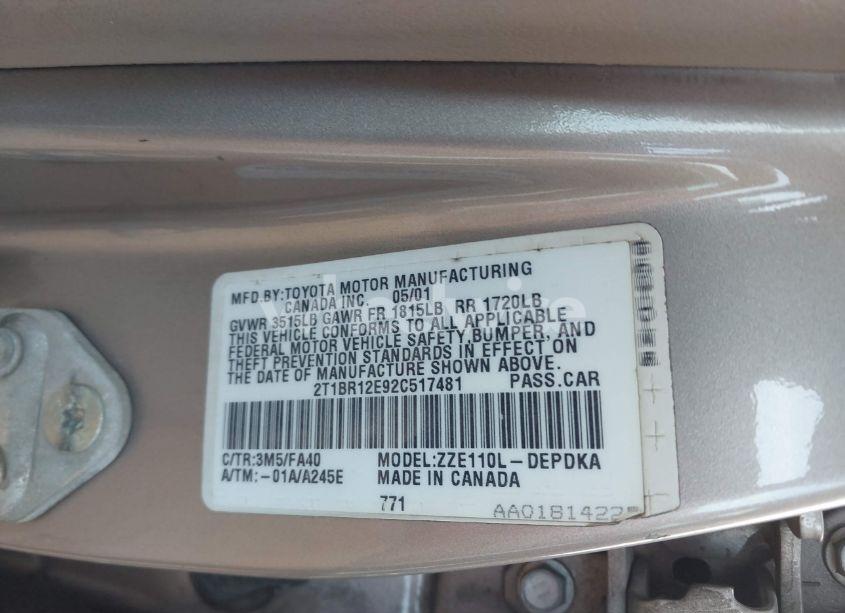 MFD.BY:TOYOTA MOTOR MANUFACTURING
CANADA INC. 05/01
GVWR 3515LB GAWR FR 1815LB RR 1720LB
THIS VEHICLE CONFORMS TO ALL APPLICABLE
FEDERAL MOTOR VEHICLE SAFETY,BUMPER, AND
THEFT PREVENTION STANDARDS IN EFFECT ON
THE DATE OF MANUFACTURE SHOWN ABOVE.
2T1BR12E92C517481 PASS.CAR
C/TR:3M5/FA40 MODEL:ZZE110L-DEPDKA
A/TM:-01A/A245E MADE IN CANADA
771
AA0181422